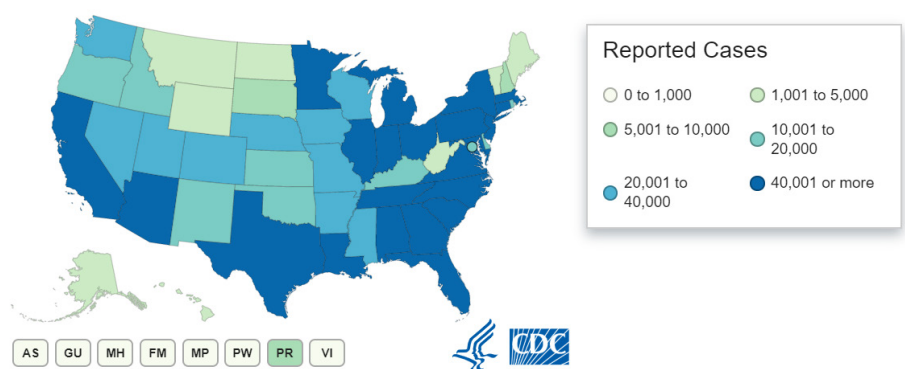 Reported Cases
0 to 1,000
1,001 to 5,000
5,001 to 10,000
10,001 to
20,000
20,001 to
40,000
40,001 or more
AS GU MH FM MP PW PR VI
CDC